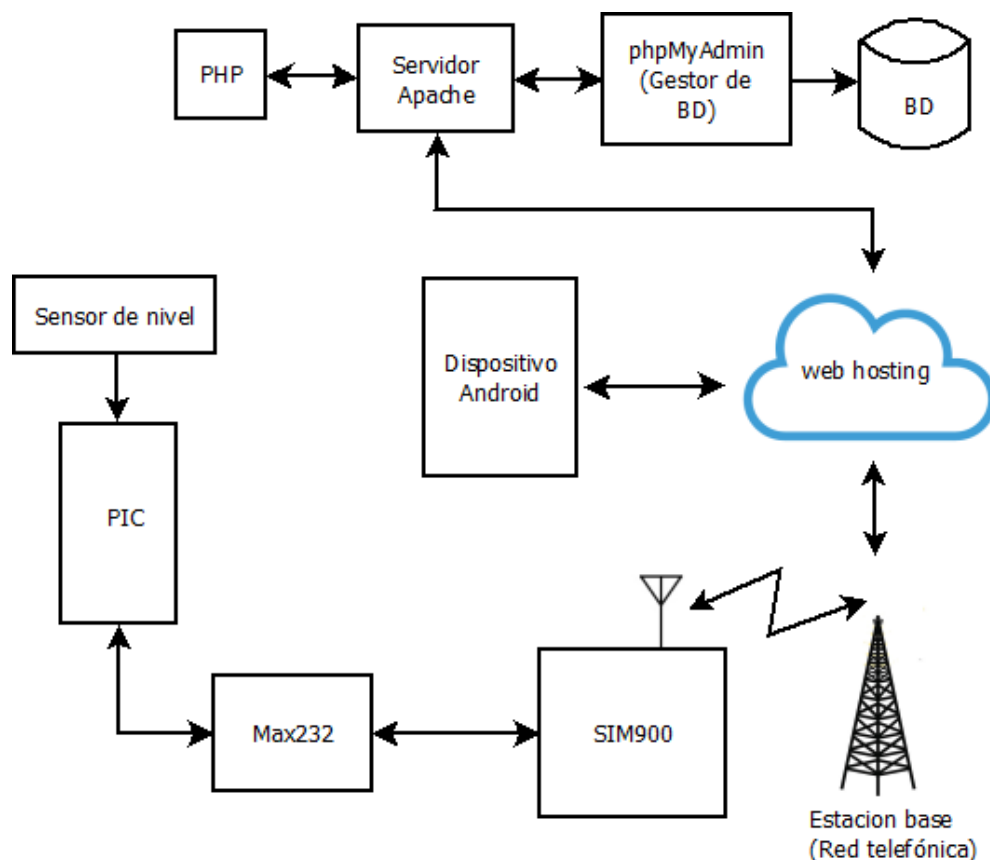 PHP
Servidor
Apache
phpMyAdmin
(Gestor de
BD)
BD
Sensor de nivel
Dispositivo
Android
web hosting
PIC
Max232
SIM900
Estacion base
(Red telefónica)